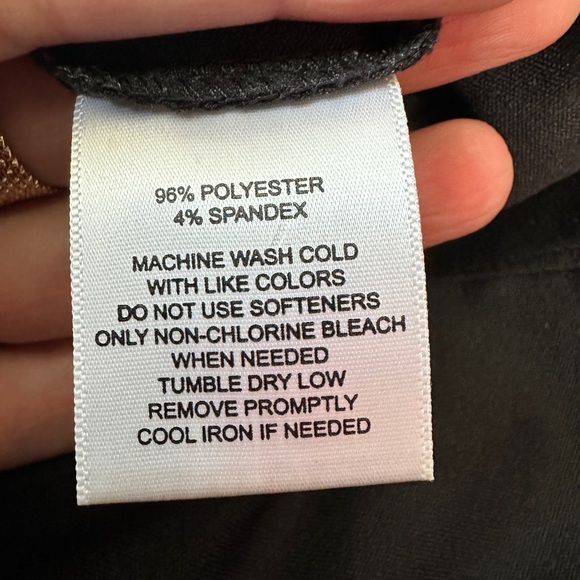 96% POLYESTER
4% SPANDEX
MACHINE WASH COLD
WITH LIKE COLORS
DO NOT USE SOFTENERS
ONLY NON-CHLORINE BLEACH
WHEN NEEDED
TUMBLE DRY LOW
REMOVE PROMPTLY
COOL IRON IF NEEDED